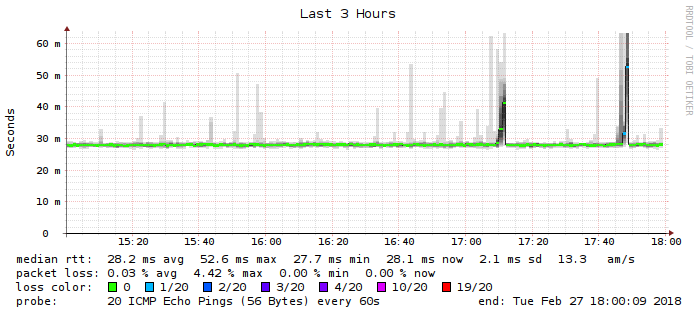 Last 3 Hours
RRDTOOL / TOBI OETIKER
Seconds
60 m
50 m
40 m
30 m
20 m
10 m
0
15:20 15:40 16:00 16:20 16:40 17:00 17:20 17:40 18:00
median rtt: 28.2 ms avg 52.6 ms max 27.7 ms min 28.1 ms now 2.1 ms sd 13.3 am/s
packet loss: 0.03 % avg 4.42 % max 0.00 % min 0.00 % now
loss color: 0 1/20 2/20 3/20 4/20 10/20 19/20
probe: 20 ICMP Echo Pings (56 Bytes) every 60s end: Tue Feb 27 18:00:09 2018